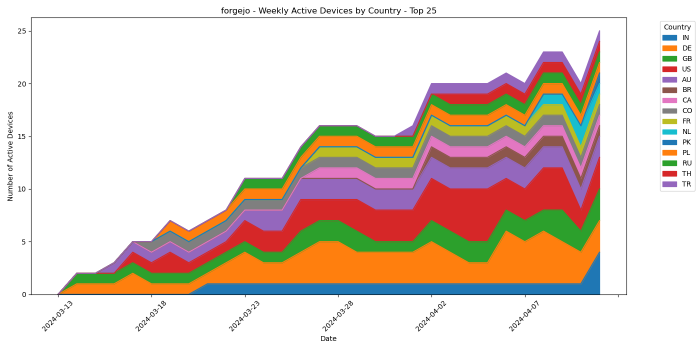 forgejo - Weekly Active Devices by Country - Top 25
Number of Active Devices
25
20
15
10
5
0
2024-03-13
2024-03-18
2024-03-23
2024-03-28
2024-04-02
2024-04-07
Date
Country
IN
DE
GB
US
AU
BR
CA
CO
FR
NL
PK
PL
RU
TH
TR